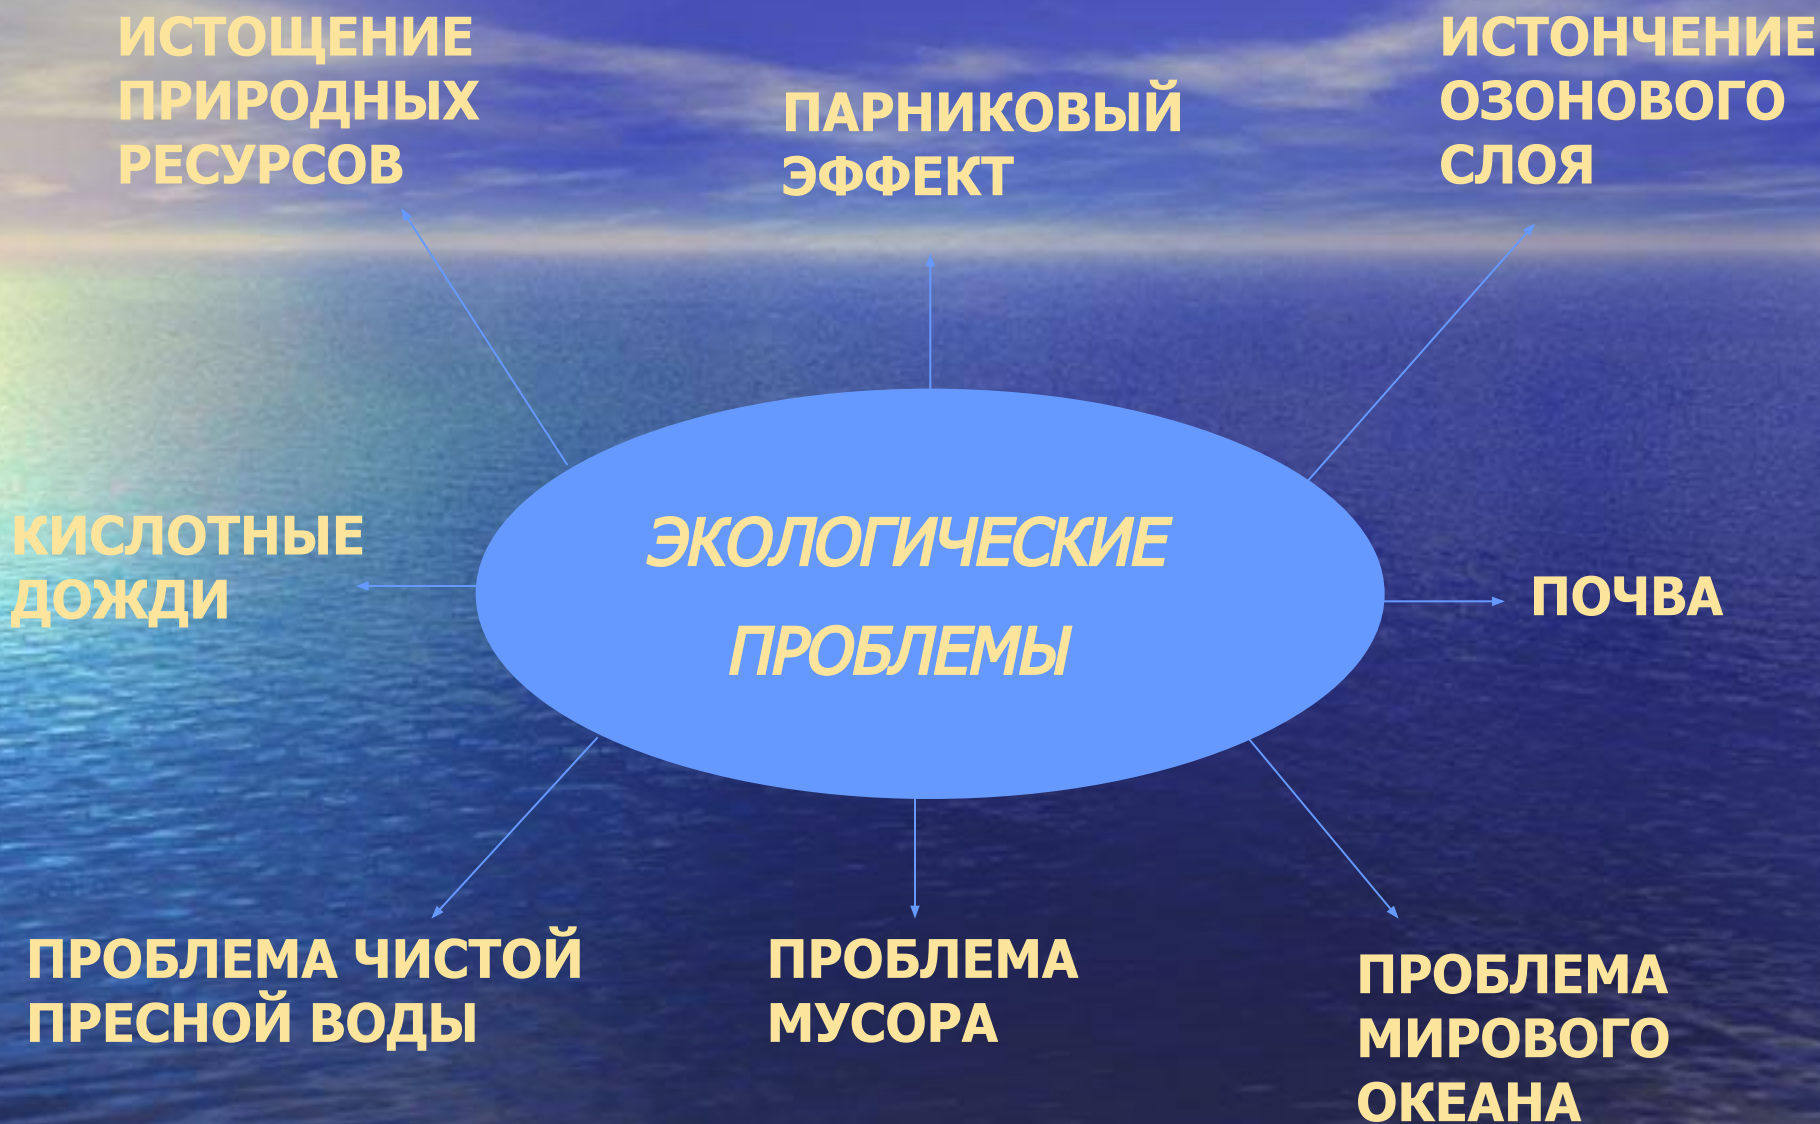 ИСТОЩЕНИЕ
ПРИРОДНЫХ
РЕСУРСОВ
ПАРНИКОВЫЙ
ЭФФЕКТ
ИСТОНЧЕНИЕ
ОЗОНОВОГО
СЛОЯ
КИСЛОТНЫЕ
ДОЖДИ
ЭКОЛОГИЧЕСКИЕ
ПРОБЛЕМЫ
ПОЧВА
ПРОБЛЕМА ЧИСТОЙ
ПРЕСНОЙ ВОДЫ
ПРОБЛЕМА
МУСОРА
ПРОБЛЕМА
МИРОВОГО
ОКЕАНА